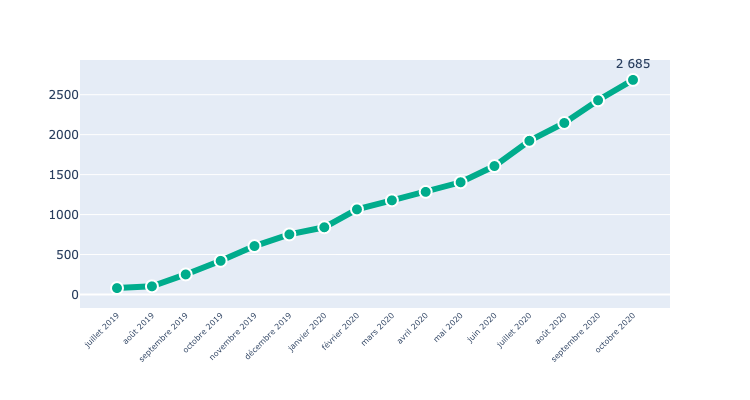 2 685
2500
2000
1500
1000
500
0
juillet 2019
août 2019
septembre 2019
octobre 2019
novembre 2019
décembre 2019
janvier 2020
février 2020
mars 2020
avril 2020
mai 2020
juin 2020
juillet 2020
août 2020
septembre 2020
octobre 2020